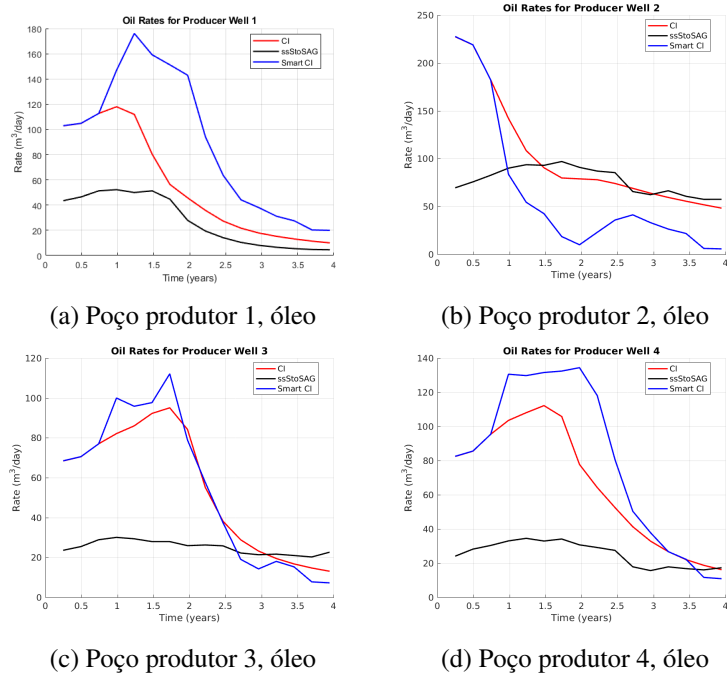 Oil Rates for Producer Well 1
CI
ssStoSAG
Smart CI
Rate (m³/day)
180
160
140
120
100
80
60
40
20
0
0 0.5 1 1.5 2 2.5 3 3.5 4
Time (years)
(a) Poço produtor 1, óleo
Oil Rates for Producer Well 2
CI
ssStoSAG
Smart CI
Rate (m³/day)
250
200
150
100
50
0
0 0.5 1 1.5 2 2.5 3 3.5 4
Time (years)
(b) Poço produtor 2, óleo
Oil Rates for Producer Well 3
CI
ssStoSAG
Smart CI
Rate (m³/day)
120
100
80
60
40
20
0
0 0.5 1 1.5 2 2.5 3 3.5 4
Time (years)
(c) Poço produtor 3, óleo
Oil Rates for Producer Well 4
CI
ssStoSAG
Smart CI
Rate (m³/day)
140
120
100
80
60
40
20
0
0 0.5 1 1.5 2 2.5 3 3.5 4
Time (years)
(d) Poço produtor 4, óleo